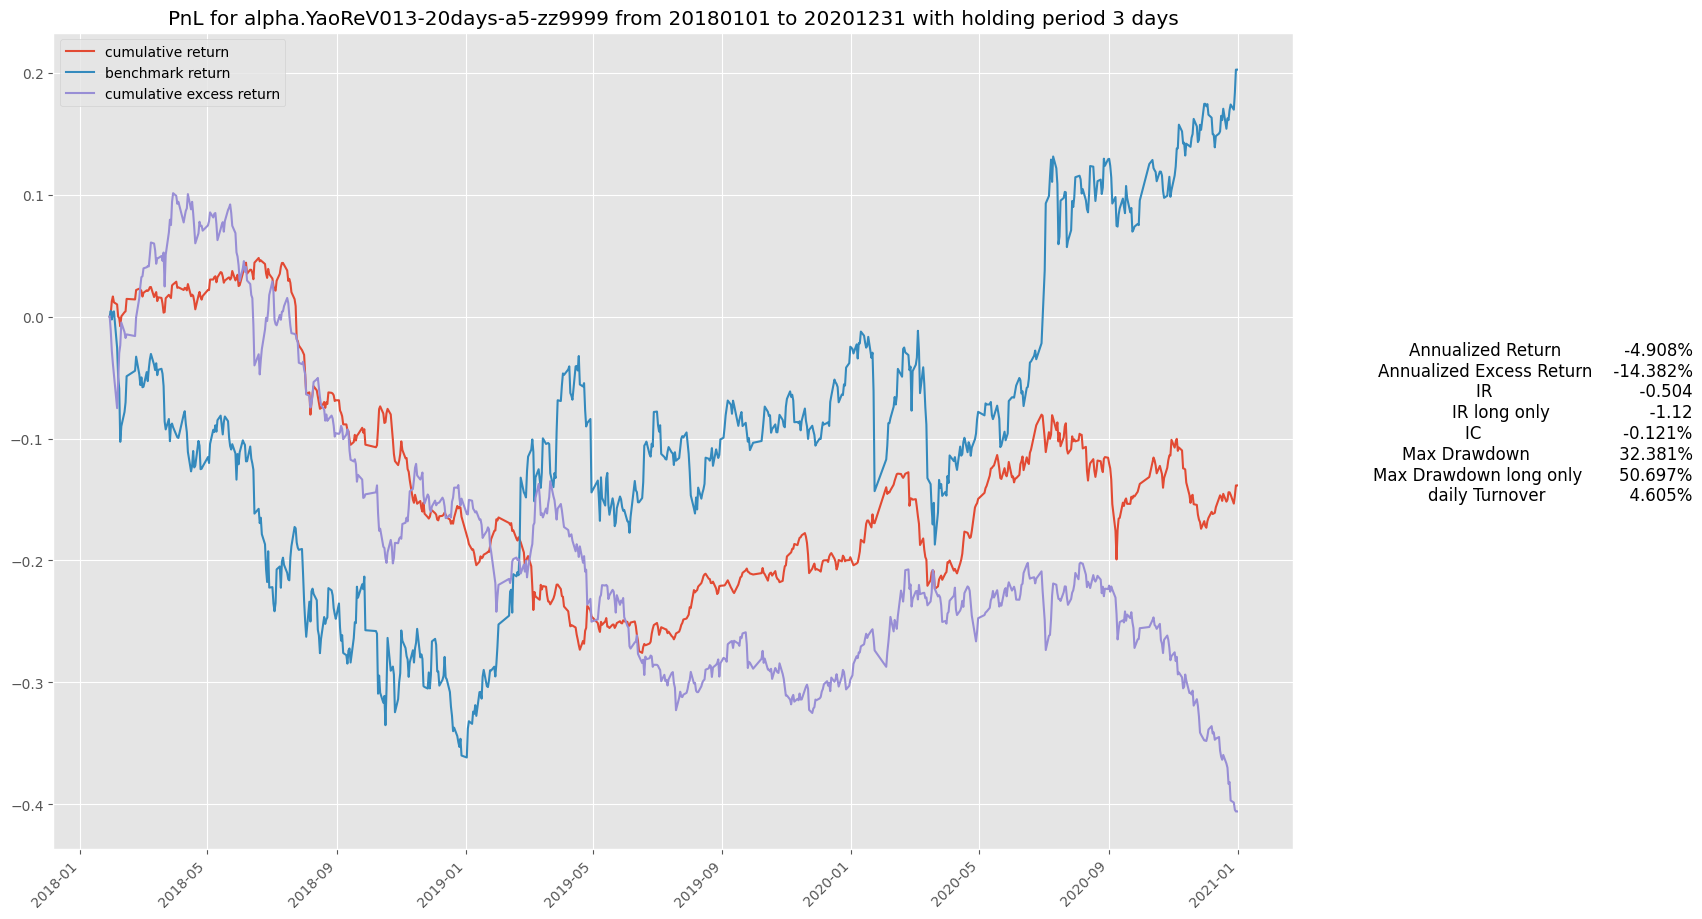 PnL for alpha.YaoReV013-20days-a5-zz9999 from 20180101 to 20201231 with holding period 3 days
cumulative return
benchmark return
cumulative excess return
0.2
0.1
0.0
−0.1
−0.2
−0.3
−0.4
2018-01
2018-05
2018-09
2019-01
2019-05
2019-09
2020-01
2020-05
2020-09
2021-01
Annualized Return -4.908%
Annualized Excess Return -14.382%
IR -0.504
IR long only -1.12
IC -0.121%
Max Drawdown 32.381%
Max Drawdown long only 50.697%
daily Turnover 4.605%